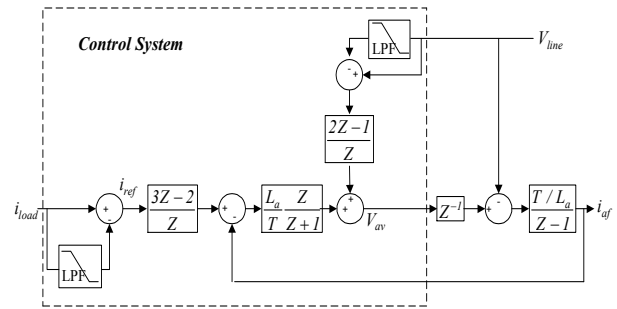 Control System
LPF
V_line
-
+ -
2Z-1
Z
i_load
+
-
i_ref
3Z-2
Z
+
-
L_a Z
T Z+1
+
+
V_av
Z^-1
+
-
T / L_a
Z-1
i_af
LPF